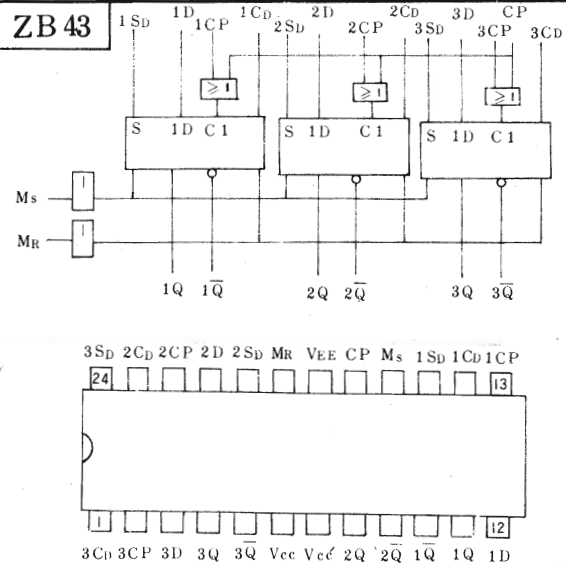 ZB 43
1SD 1D 1CP 1CD 2SD 2D 2CP 2CD 3SD 3D 3CP CP 3CD
≥1 ≥1 ≥1
S 1D C1 S 1D C1 S 1D C1
Ms 1
MR 1
1Q 1Q̅ 2Q 2Q̅ 3Q 3Q̅
3SD 2CD 2CP 2D 2SD MR VEE CP Ms 1SD 1CD 1CP
24 13
1 12
3CD 3CP 3D 3Q 3Q̅ Vcc Vcc' 2Q 2Q̅ 1Q̅ 1Q 1D